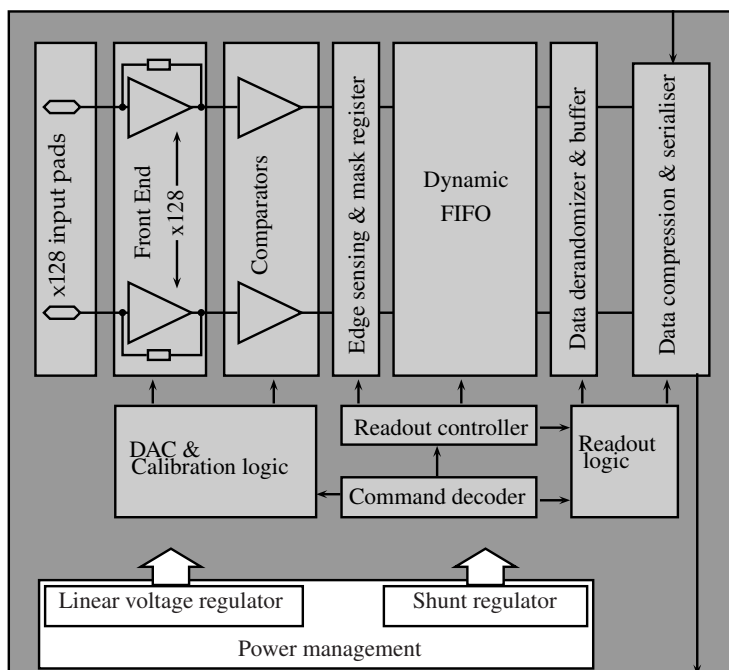 x128 input pads
Front End
x128
Comparators
Edge sensing & mask register
Dynamic
FIFO
Data derandomizer & buffer
Data compression & serialiser
DAC &
Calibration logic
Readout controller
Command decoder
Readout
logic
Linear voltage regulator
Shunt regulator
Power management